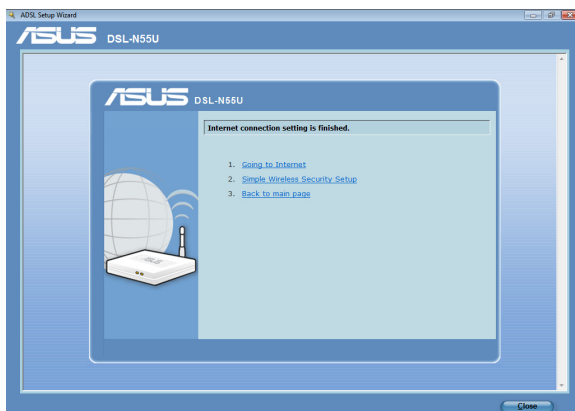 ADSL Setup Wizard
ASUS DSL-N55U
ASUS DSL-N55U
Internet connection setting is finished.
1. Going to Internet
2. Simple Wireless Security Setup
3. Back to main page
ASUS
Close